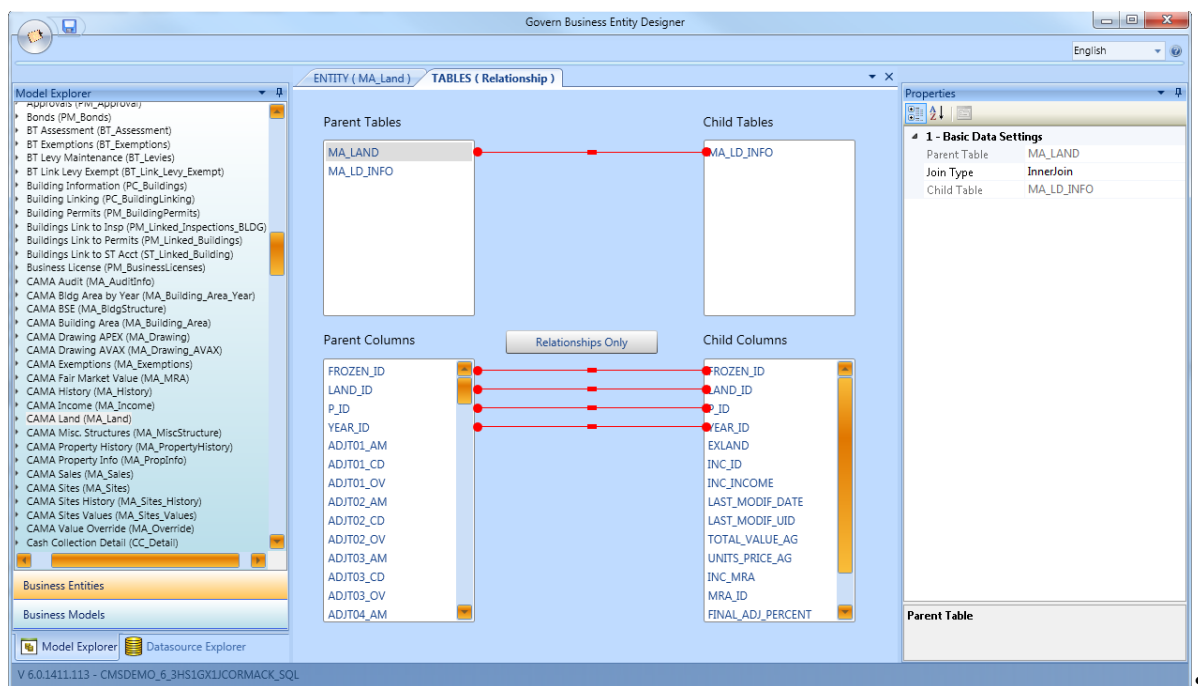 Govern Business Entity Designer
English
Model Explorer
Approvals (PM_Approval)
Bonds (PM_Bonds)
BT Assessment (BT_Assessment)
BT Exemptions (BT_Exemptions)
BT Levy Maintenance (BT_Levies)
BT Link Levy Exempt (BT_Link_Levy_Exempt)
Building Information (PC_Buildings)
Building Linking (PC_BuildingLinking)
Building Permits (PM_BuildingPermits)
Buildings Link to Insp (PM_Linked_Inspections_BLDG)
Buildings Link to Permits (PM_Linked_Buildings)
Buildings Link to ST Acct (ST_Linked_Building)
Business License (PM_BusinessLicenses)
CAMA Audit (MA_AuditInfo)
CAMA Bldg Area by Year (MA_Building_Area_Year)
CAMA BSE (MA_BldgStructure)
CAMA Building Area (MA_Building_Area)
CAMA Drawing APEX (MA_Drawing)
CAMA Drawing AVAX (MA_Drawing_AVAX)
CAMA Exemptions (MA_Exemptions)
CAMA Fair Market Value (MA_MRA)
CAMA History (MA_History)
CAMA Income (MA_Income)
CAMA Land (MA_Land)
CAMA Misc. Structures (MA_MiscStructure)
CAMA Property History (MA_PropertyHistory)
CAMA Property Info (MA_PropInfo)
CAMA Sales (MA_Sales)
CAMA Sites (MA_Sites)
CAMA Sites History (MA_Sites_History)
CAMA Sites Values (MA_Sites_Values)
CAMA Value Override (MA_Override)
Cash Collection Detail (CC_Detail)
Business Entities
Business Models
Model Explorer
Datasource Explorer
ENTITY ( MA_Land )
TABLES ( Relationship )
Parent Tables
MA_LAND
MA_LD_INFO
Child Tables
MA_LD_INFO
Parent Columns
FROZEN_ID
LAND_ID
P_ID
YEAR_ID
ADJT01_AM
ADJT01_CD
ADJT01_OV
ADJT02_AM
ADJT02_CD
ADJT02_OV
ADJT03_AM
ADJT03_CD
ADJT03_OV
ADJT04_AM
Relationships Only
Child Columns
FROZEN_ID
LAND_ID
P_ID
YEAR_ID
EXLAND
INC_ID
INC_INCOME
LAST_MODIF_DATE
LAST_MODIF_UID
TOTAL_VALUE_AG
UNITS_PRICE_AG
INC_MRA
MRA_ID
FINAL_ADJ_PERCENT
Properties
1 - Basic Data Settings
Parent Table MA_LAND
Join Type InnerJoin
Child Table MA_LD_INFO
Parent Table
V 6.0.1411.113 - CMSDEMO_6_3HS1GX1JCORMACK_SQL